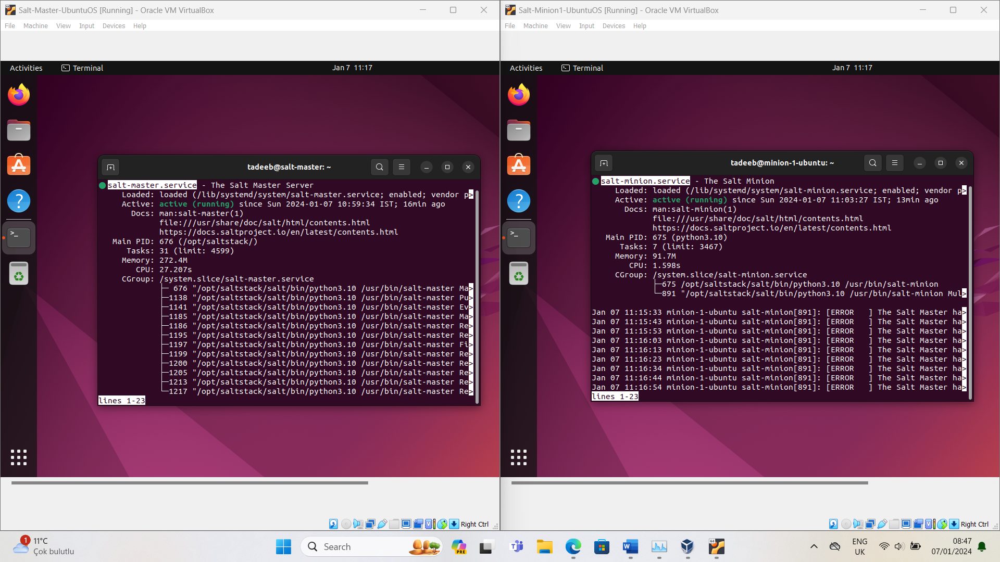 Salt-Master-UbuntuOS [Running] - Oracle VM VirtualBox
File Machine View Input Devices Help
Activities Terminal Jan 7 11:17
tadeeb@salt-master: ~
salt-master.service - The Salt Master Server
Loaded: loaded (/lib/systemd/system/salt-master.service; enabled; vendor p>
Active: active (running) since Sun 2024-01-07 10:59:34 IST; 16min ago
Docs: man:salt-master(1)
file:///usr/share/doc/salt/html/contents.html
https://docs.saltproject.io/en/latest/contents.html
Main PID: 676 (/opt/saltstack/)
Tasks: 31 (limit: 4599)
Memory: 272.4M
CPU: 27.207s
CGroup: /system.slice/salt-master.service
├─ 676 "/opt/saltstack/salt/bin/python3.10 /usr/bin/salt-master Ma>
├─1138 "/opt/saltstack/salt/bin/python3.10 /usr/bin/salt-master Pu>
├─1141 "/opt/saltstack/salt/bin/python3.10 /usr/bin/salt-master Ev>
├─1185 "/opt/saltstack/salt/bin/python3.10 /usr/bin/salt-master Ma>
├─1186 "/opt/saltstack/salt/bin/python3.10 /usr/bin/salt-master Re>
├─1195 "/opt/saltstack/salt/bin/python3.10 /usr/bin/salt-master Re>
├─1197 "/opt/saltstack/salt/bin/python3.10 /usr/bin/salt-master Fi>
├─1199 "/opt/saltstack/salt/bin/python3.10 /usr/bin/salt-master Re>
├─1200 "/opt/saltstack/salt/bin/python3.10 /usr/bin/salt-master Re>
├─1205 "/opt/saltstack/salt/bin/python3.10 /usr/bin/salt-master Re>
├─1213 "/opt/saltstack/salt/bin/python3.10 /usr/bin/salt-master Re>
└─1217 "/opt/saltstack/salt/bin/python3.10 /usr/bin/salt-master Re>
lines 1-23
Right Ctrl
Salt-Minion1-UbuntuOS [Running] - Oracle VM VirtualBox
File Machine View Input Devices Help
Activities Terminal Jan 7 11:17
tadeeb@minion-1-ubuntu: ~
salt-minion.service - The Salt Minion
Loaded: loaded (/lib/systemd/system/salt-minion.service; enabled; vendor p>
Active: active (running) since Sun 2024-01-07 11:03:27 IST; 13min ago
Docs: man:salt-minion(1)
file:///usr/share/doc/salt/html/contents.html
https://docs.saltproject.io/en/latest/contents.html
Main PID: 675 (python3.10)
Tasks: 7 (limit: 3467)
Memory: 91.7M
CPU: 1.598s
CGroup: /system.slice/salt-minion.service
├─675 /opt/saltstack/salt/bin/python3.10 /usr/bin/salt-minion
└─891 "/opt/saltstack/salt/bin/python3.10 /usr/bin/salt-minion Mul>
Jan 07 11:15:33 minion-1-ubuntu salt-minion[891]: [ERROR   ] The Salt Master ha>
Jan 07 11:15:43 minion-1-ubuntu salt-minion[891]: [ERROR   ] The Salt Master ha>
Jan 07 11:15:53 minion-1-ubuntu salt-minion[891]: [ERROR   ] The Salt Master ha>
Jan 07 11:16:03 minion-1-ubuntu salt-minion[891]: [ERROR   ] The Salt Master ha>
Jan 07 11:16:13 minion-1-ubuntu salt-minion[891]: [ERROR   ] The Salt Master ha>
Jan 07 11:16:23 minion-1-ubuntu salt-minion[891]: [ERROR   ] The Salt Master ha>
Jan 07 11:16:34 minion-1-ubuntu salt-minion[891]: [ERROR   ] The Salt Master ha>
Jan 07 11:16:44 minion-1-ubuntu salt-minion[891]: [ERROR   ] The Salt Master ha>
Jan 07 11:16:54 minion-1-ubuntu salt-minion[891]: [ERROR   ] The Salt Master ha>
lines 1-23
Right Ctrl
1
11°C
Çok bulutlu
Search
PRE
ENG
UK
08:47
07/01/2024